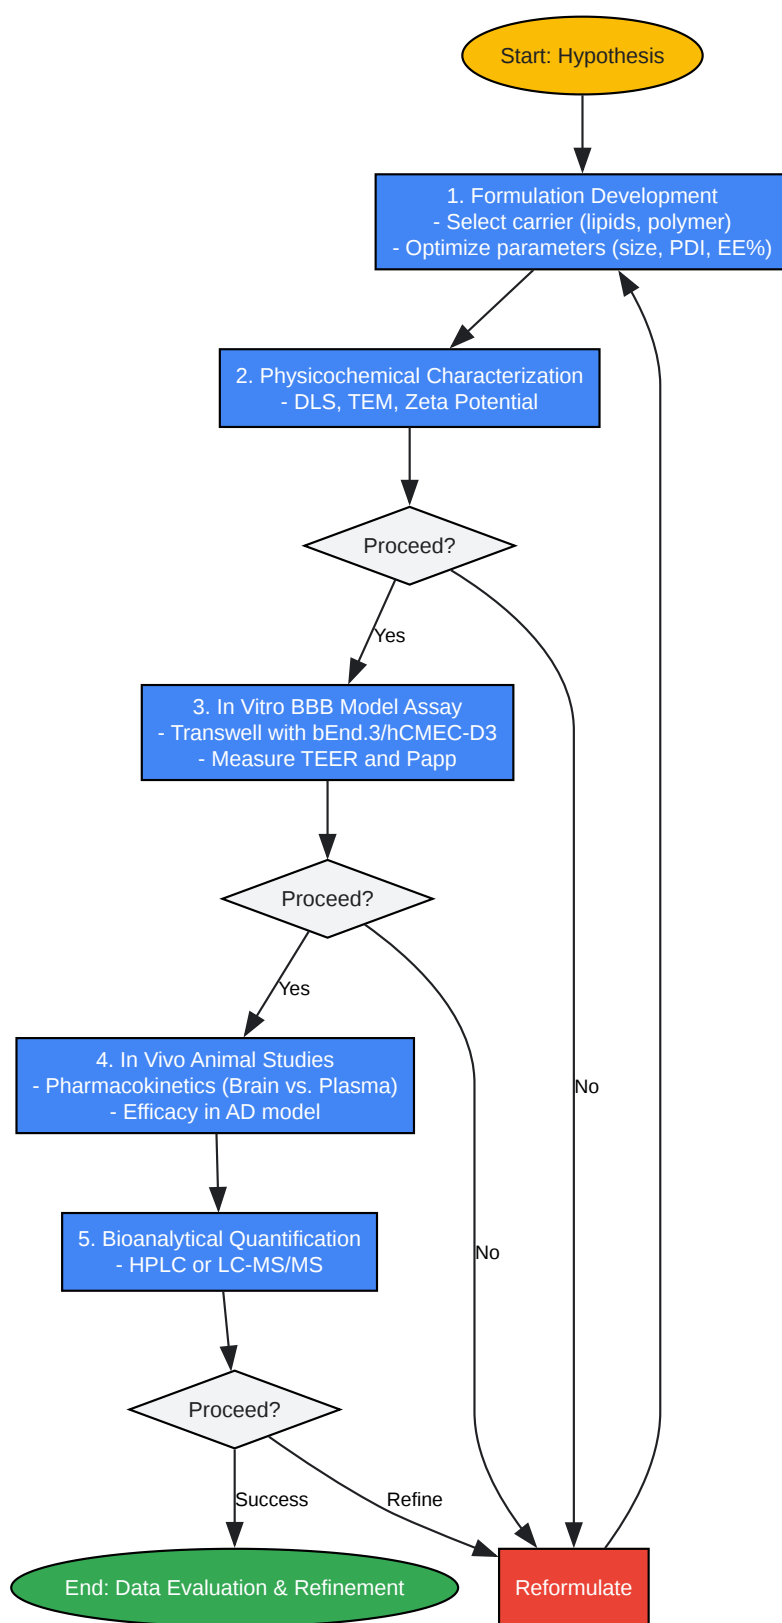 Start: Hypothesis
1. Formulation Development
- Select carrier (lipids, polymer)
- Optimize parameters (size, PDI, EE%)
2. Physicochemical Characterization
- DLS, TEM, Zeta Potential
Proceed?
Yes
3. In Vitro BBB Model Assay
- Transwell with bEnd.3/hCMEC-D3
- Measure TEER and Papp
Proceed?
Yes
4. In Vivo Animal Studies
- Pharmacokinetics (Brain vs. Plasma)
- Efficacy in AD model
No
5. Bioanalytical Quantification
- HPLC or LC-MS/MS
No
Proceed?
Success
Refine
End: Data Evaluation & Refinement
Reformulate